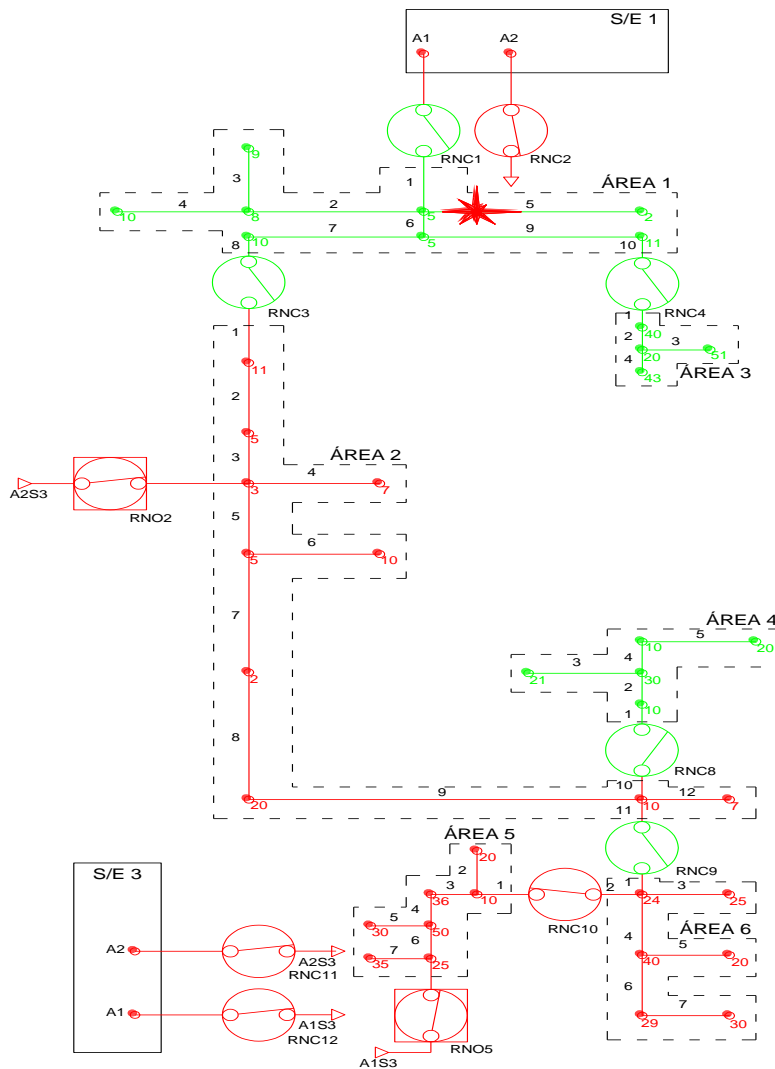 S/E 1
A1 A2
RNC1 RNC2
9
3 1 ÁREA 1
4 2 5
10 8 5 2
7 6 9
8 10 5 10 11
RNC3 RNC4
1 1
2 40
3
4 20 51
11 43 ÁREA 3
2
5
3 ÁREA 2
4
A2S3 3 7
RNO2
5
6
5 10
7
ÁREA 4
10 5 20
3 4
21 30
2
2 10
1
8
RNC8
9 10 12
20 10 7
11
ÁREA 5
20 RNC9
S/E 3 2 1
3 1 2 3
36 10 24 25
4 RNC10
5 4 ÁREA 6
30 50
A2 6 5
7 40 20
A2S3 35 25
RNC11 6
A1 7
A1S3 29 30
RNC12 RNO5
A1S3